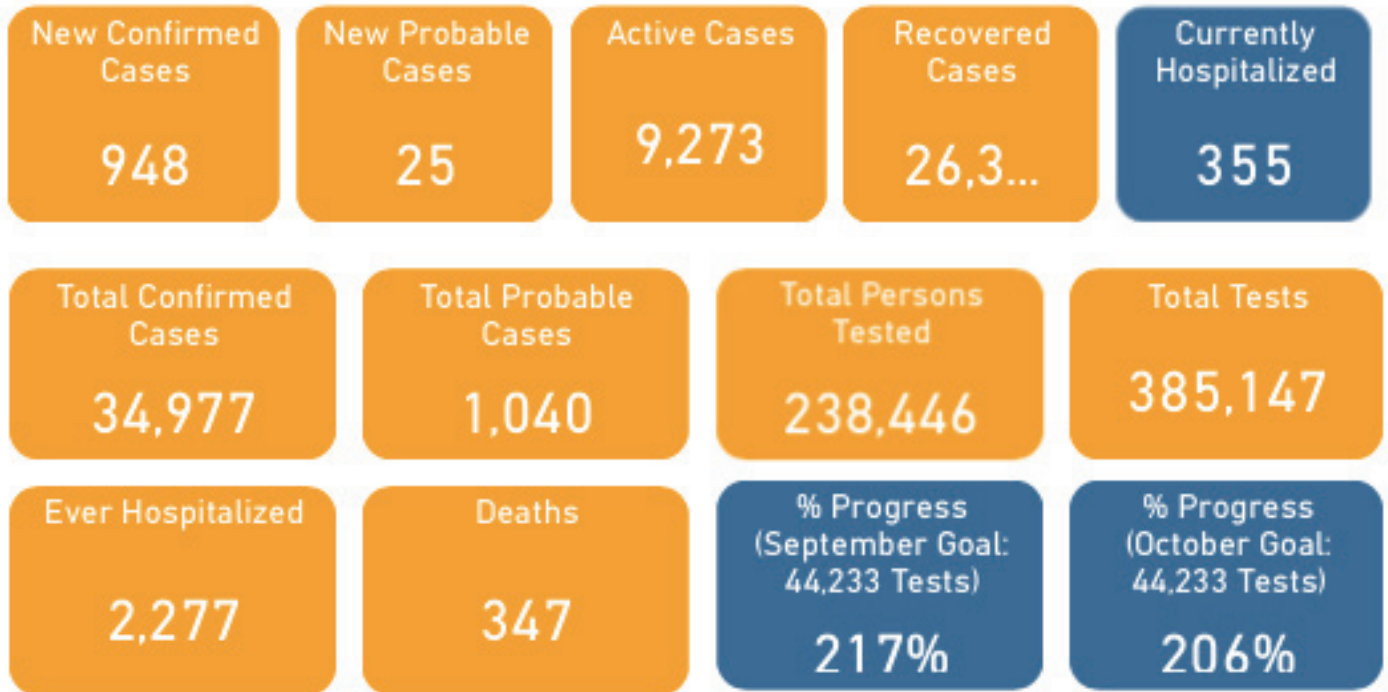 New Confirmed
Cases
948
New Probable
Cases
25
Active Cases
9,273
Recovered
Cases
26,3...
Currently
Hospitalized
355
Total Confirmed
Cases
34,977
Total Probable
Cases
1,040
Total Persons
Tested
238,446
Total Tests
385,147
Ever Hospitalized
2,277
Deaths
347
% Progress
(September Goal:
44,233 Tests)
217%
% Progress
(October Goal:
44,233 Tests)
206%